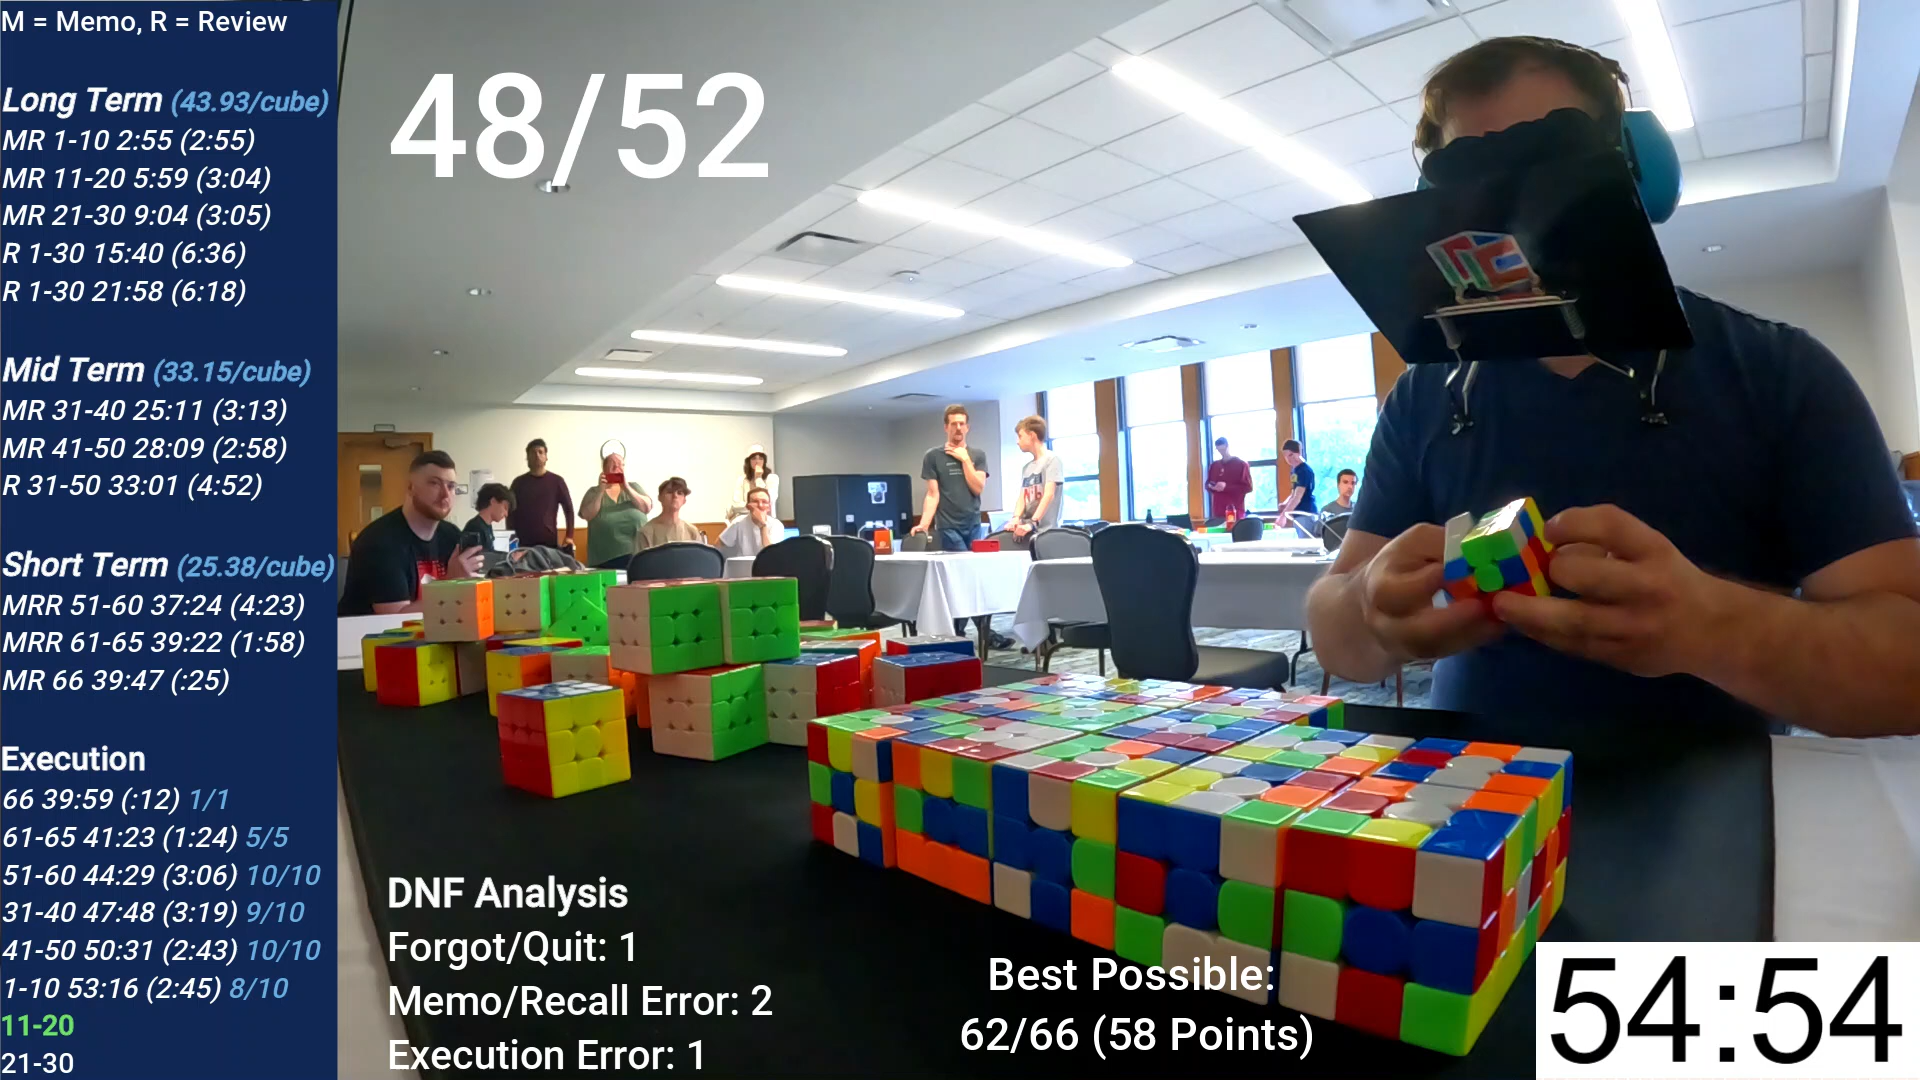 M = Memo, R = Review
Long Term (43.93/cube)
MR 1-10 2:55 (2:55)
MR 11-20 5:59 (3:04)
MR 21-30 9:04 (3:05)
R 1-30 15:40 (6:36)
R 1-30 21:58 (6:18)
Mid Term (33.15/cube)
MR 31-40 25:11 (3:13)
MR 41-50 28:09 (2:58)
R 31-50 33:01 (4:52)
Short Term (25.38/cube)
MRR 51-60 37:24 (4:23)
MRR 61-65 39:22 (1:58)
MR 66 39:47 (:25)
Execution
66 39:59 (:12) 1/1
61-65 41:23 (1:24) 5/5
51-60 44:29 (3:06) 10/10
31-40 47:48 (3:19) 9/10
41-50 50:31 (2:43) 10/10
1-10 53:16 (2:45) 8/10
11-20
21-30
48/52
DNF Analysis
Forgot/Quit: 1
Memo/Recall Error: 2
Execution Error: 1
Best Possible:
62/66 (58 Points)
54:54